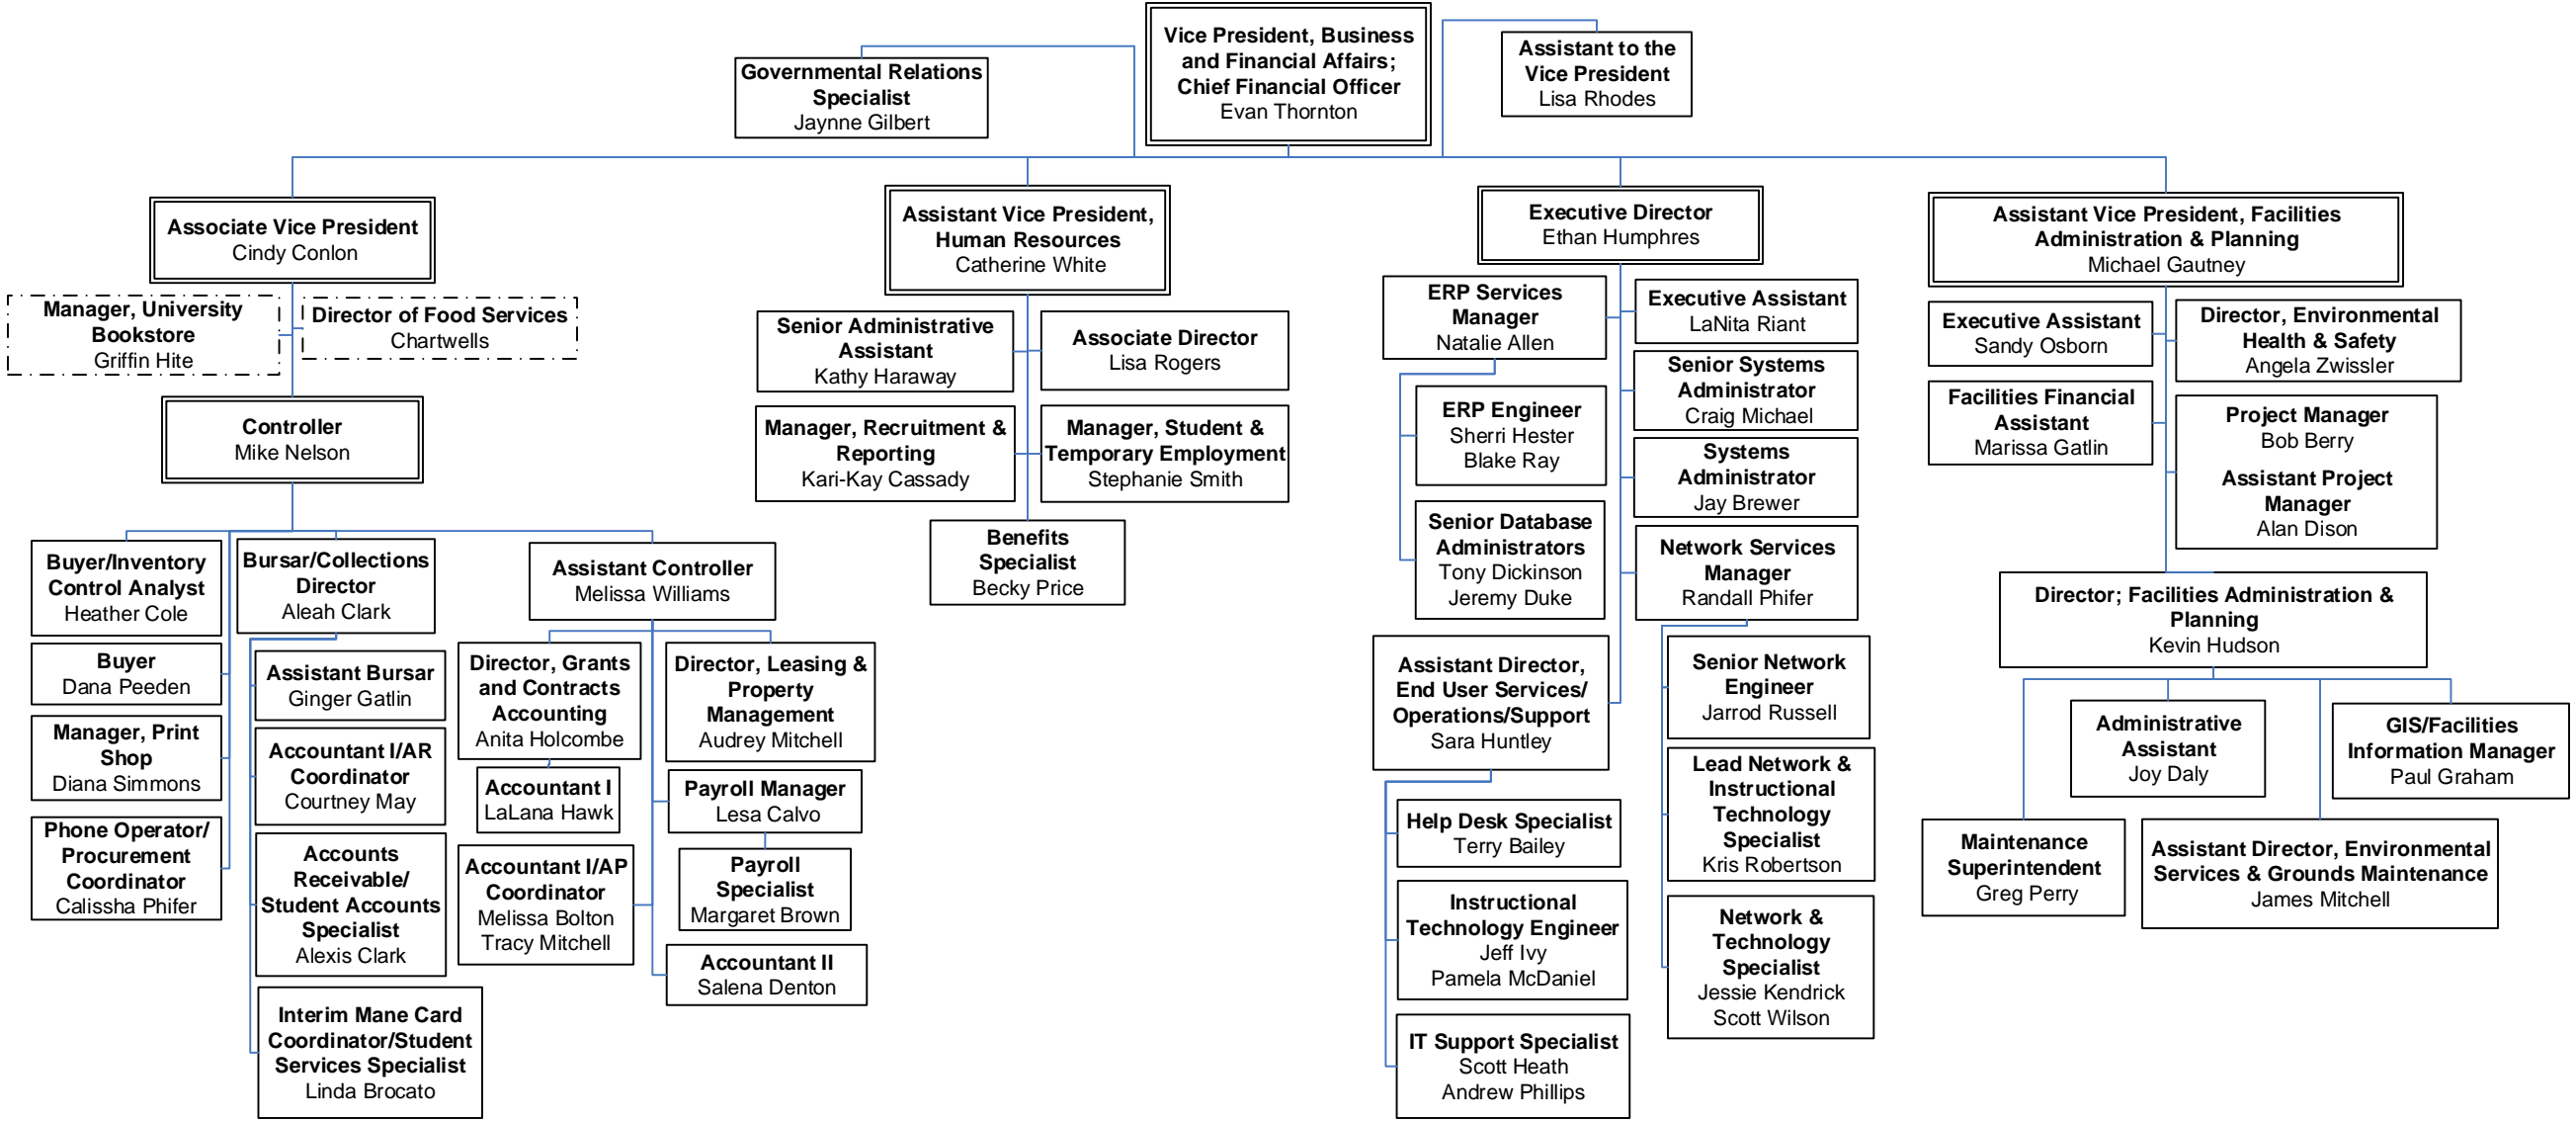 Vice President, Business
and Financial Affairs;
Chief Financial Officer
Evan Thornton
Governmental Relations
Specialist
Jaynne Gilbert
Assistant to the
Vice President
Lisa Rhodes
Associate Vice President
Cindy Conlon
Manager, University
Bookstore
Griffin Hite
Director of Food Services
Chartwells
Controller
Mike Nelson
Buyer/Inventory
Control Analyst
Heather Cole
Buyer
Dana Peeden
Manager, Print
Shop
Diana Simmons
Phone Operator/
Procurement
Coordinator
Calissha Phifer
Bursar/Collections
Director
Aleah Clark
Assistant Bursar
Ginger Gatlin
Accountant I/AR
Coordinator
Courtney May
Accounts
Receivable/
Student Accounts
Specialist
Alexis Clark
Interim Mane Card
Coordinator/Student
Services Specialist
Linda Brocato
Assistant Controller
Melissa Williams
Director, Grants
and Contracts
Accounting
Anita Holcombe
Accountant I
LaLana Hawk
Accountant I/AP
Coordinator
Melissa Bolton
Tracy Mitchell
Director, Leasing &
Property
Management
Audrey Mitchell
Payroll Manager
Lesa Calvo
Payroll
Specialist
Margaret Brown
Accountant II
Salena Denton
Assistant Vice President,
Human Resources
Catherine White
Senior Administrative
Assistant
Kathy Haraway
Associate Director
Lisa Rogers
Manager, Recruitment &
Reporting
Kari-Kay Cassady
Manager, Student &
Temporary Employment
Stephanie Smith
Benefits
Specialist
Becky Price
Executive Director
Ethan Humphres
ERP Services
Manager
Natalie Allen
ERP Engineer
Sherri Hester
Blake Ray
Senior Database
Administrators
Tony Dickinson
Jeremy Duke
Assistant Director,
End User Services/
Operations/Support
Sara Huntley
Help Desk Specialist
Terry Bailey
Instructional
Technology Engineer
Jeff Ivy
Pamela McDaniel
IT Support Specialist
Scott Heath
Andrew Phillips
Executive Assistant
LaNita Riant
Senior Systems
Administrator
Craig Michael
Systems
Administrator
Jay Brewer
Network Services
Manager
Randall Phifer
Senior Network
Engineer
Jarrod Russell
Lead Network &
Instructional
Technology
Specialist
Kris Robertson
Network &
Technology
Specialist
Jessie Kendrick
Scott Wilson
Assistant Vice President, Facilities
Administration & Planning
Michael Gautney
Executive Assistant
Sandy Osborn
Facilities Financial
Assistant
Marissa Gatlin
Director, Environmental
Health & Safety
Angela Zwissler
Project Manager
Bob Berry
Assistant Project
Manager
Alan Dison
Director; Facilities Administration &
Planning
Kevin Hudson
Administrative
Assistant
Joy Daly
GIS/Facilities
Information Manager
Paul Graham
Maintenance
Superintendent
Greg Perry
Assistant Director, Environmental
Services & Grounds Maintenance
James Mitchell